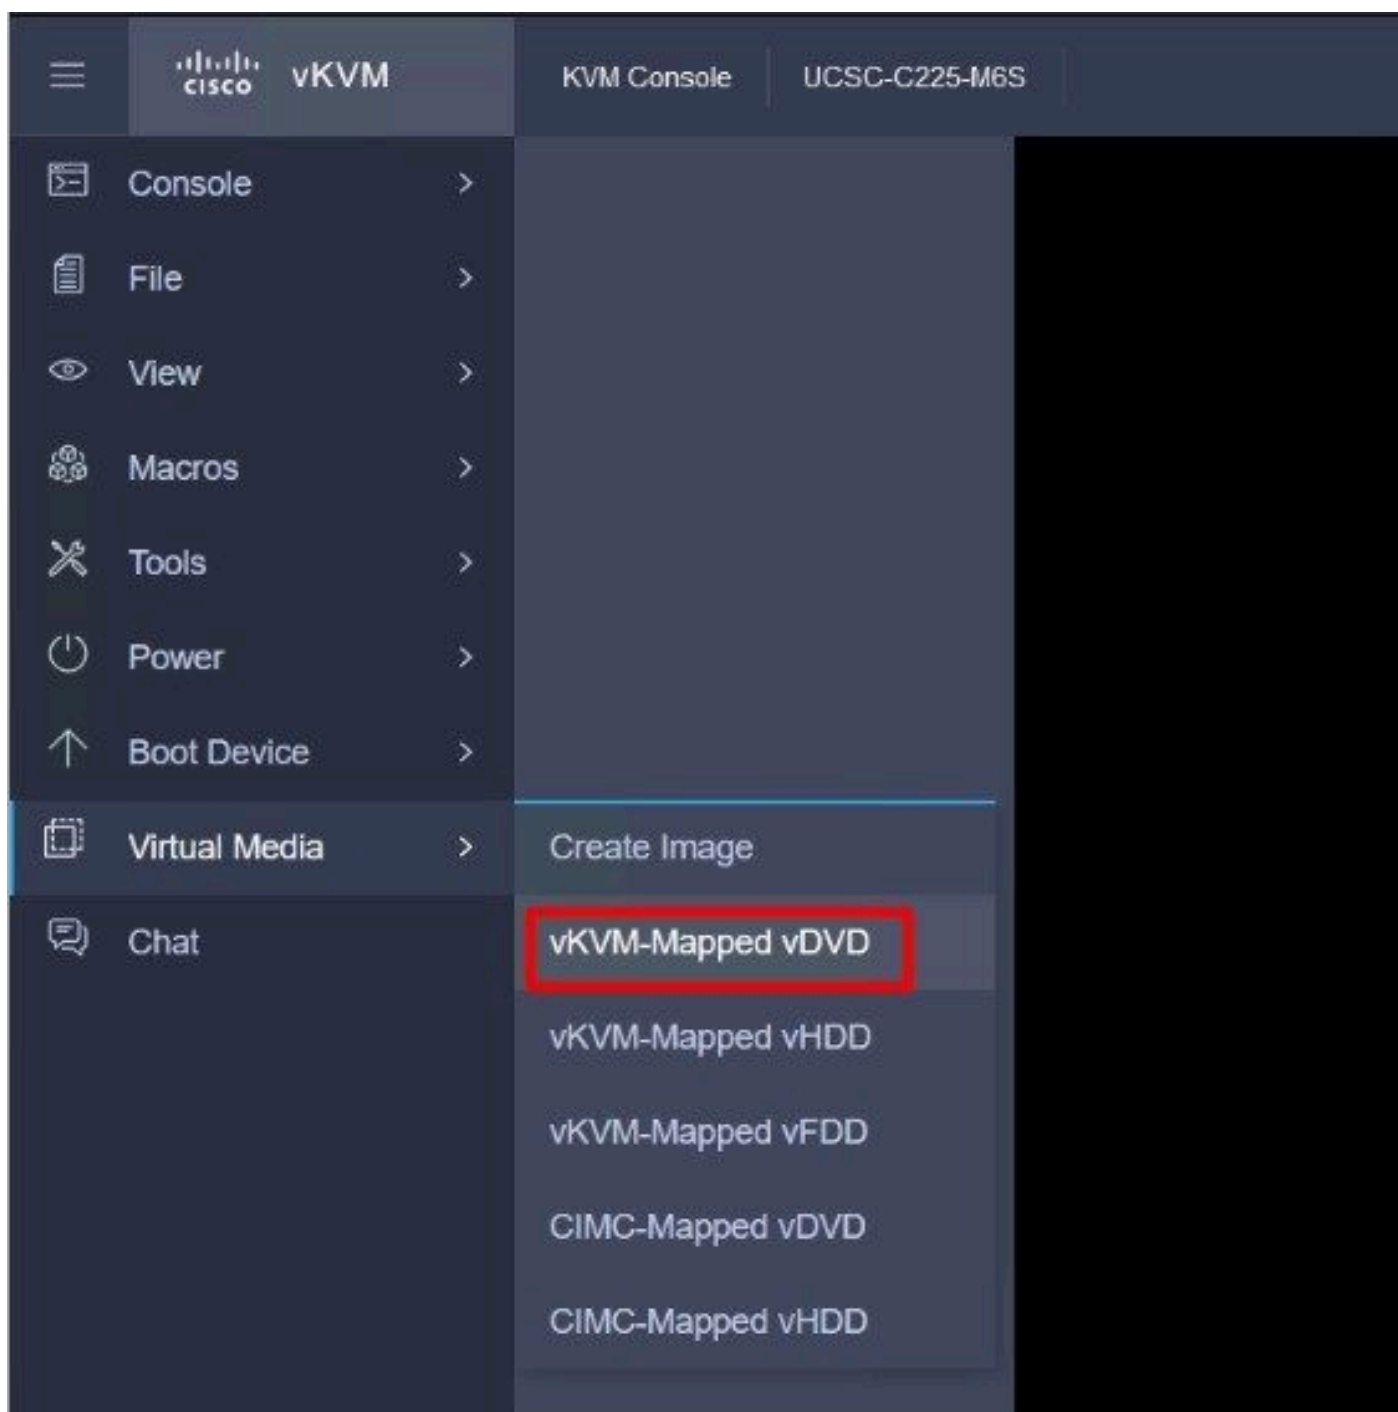 cisco vKVM KVM Console UCSC-C225-M6S
Console
File
View
Macros
Tools
Power
Boot Device
Virtual Media
Create Image
Chat
vKVM-Mapped vDVD
vKVM-Mapped vHDD
vKVM-Mapped vFDD
CIMC-Mapped vDVD
CIMC-Mapped vHDD